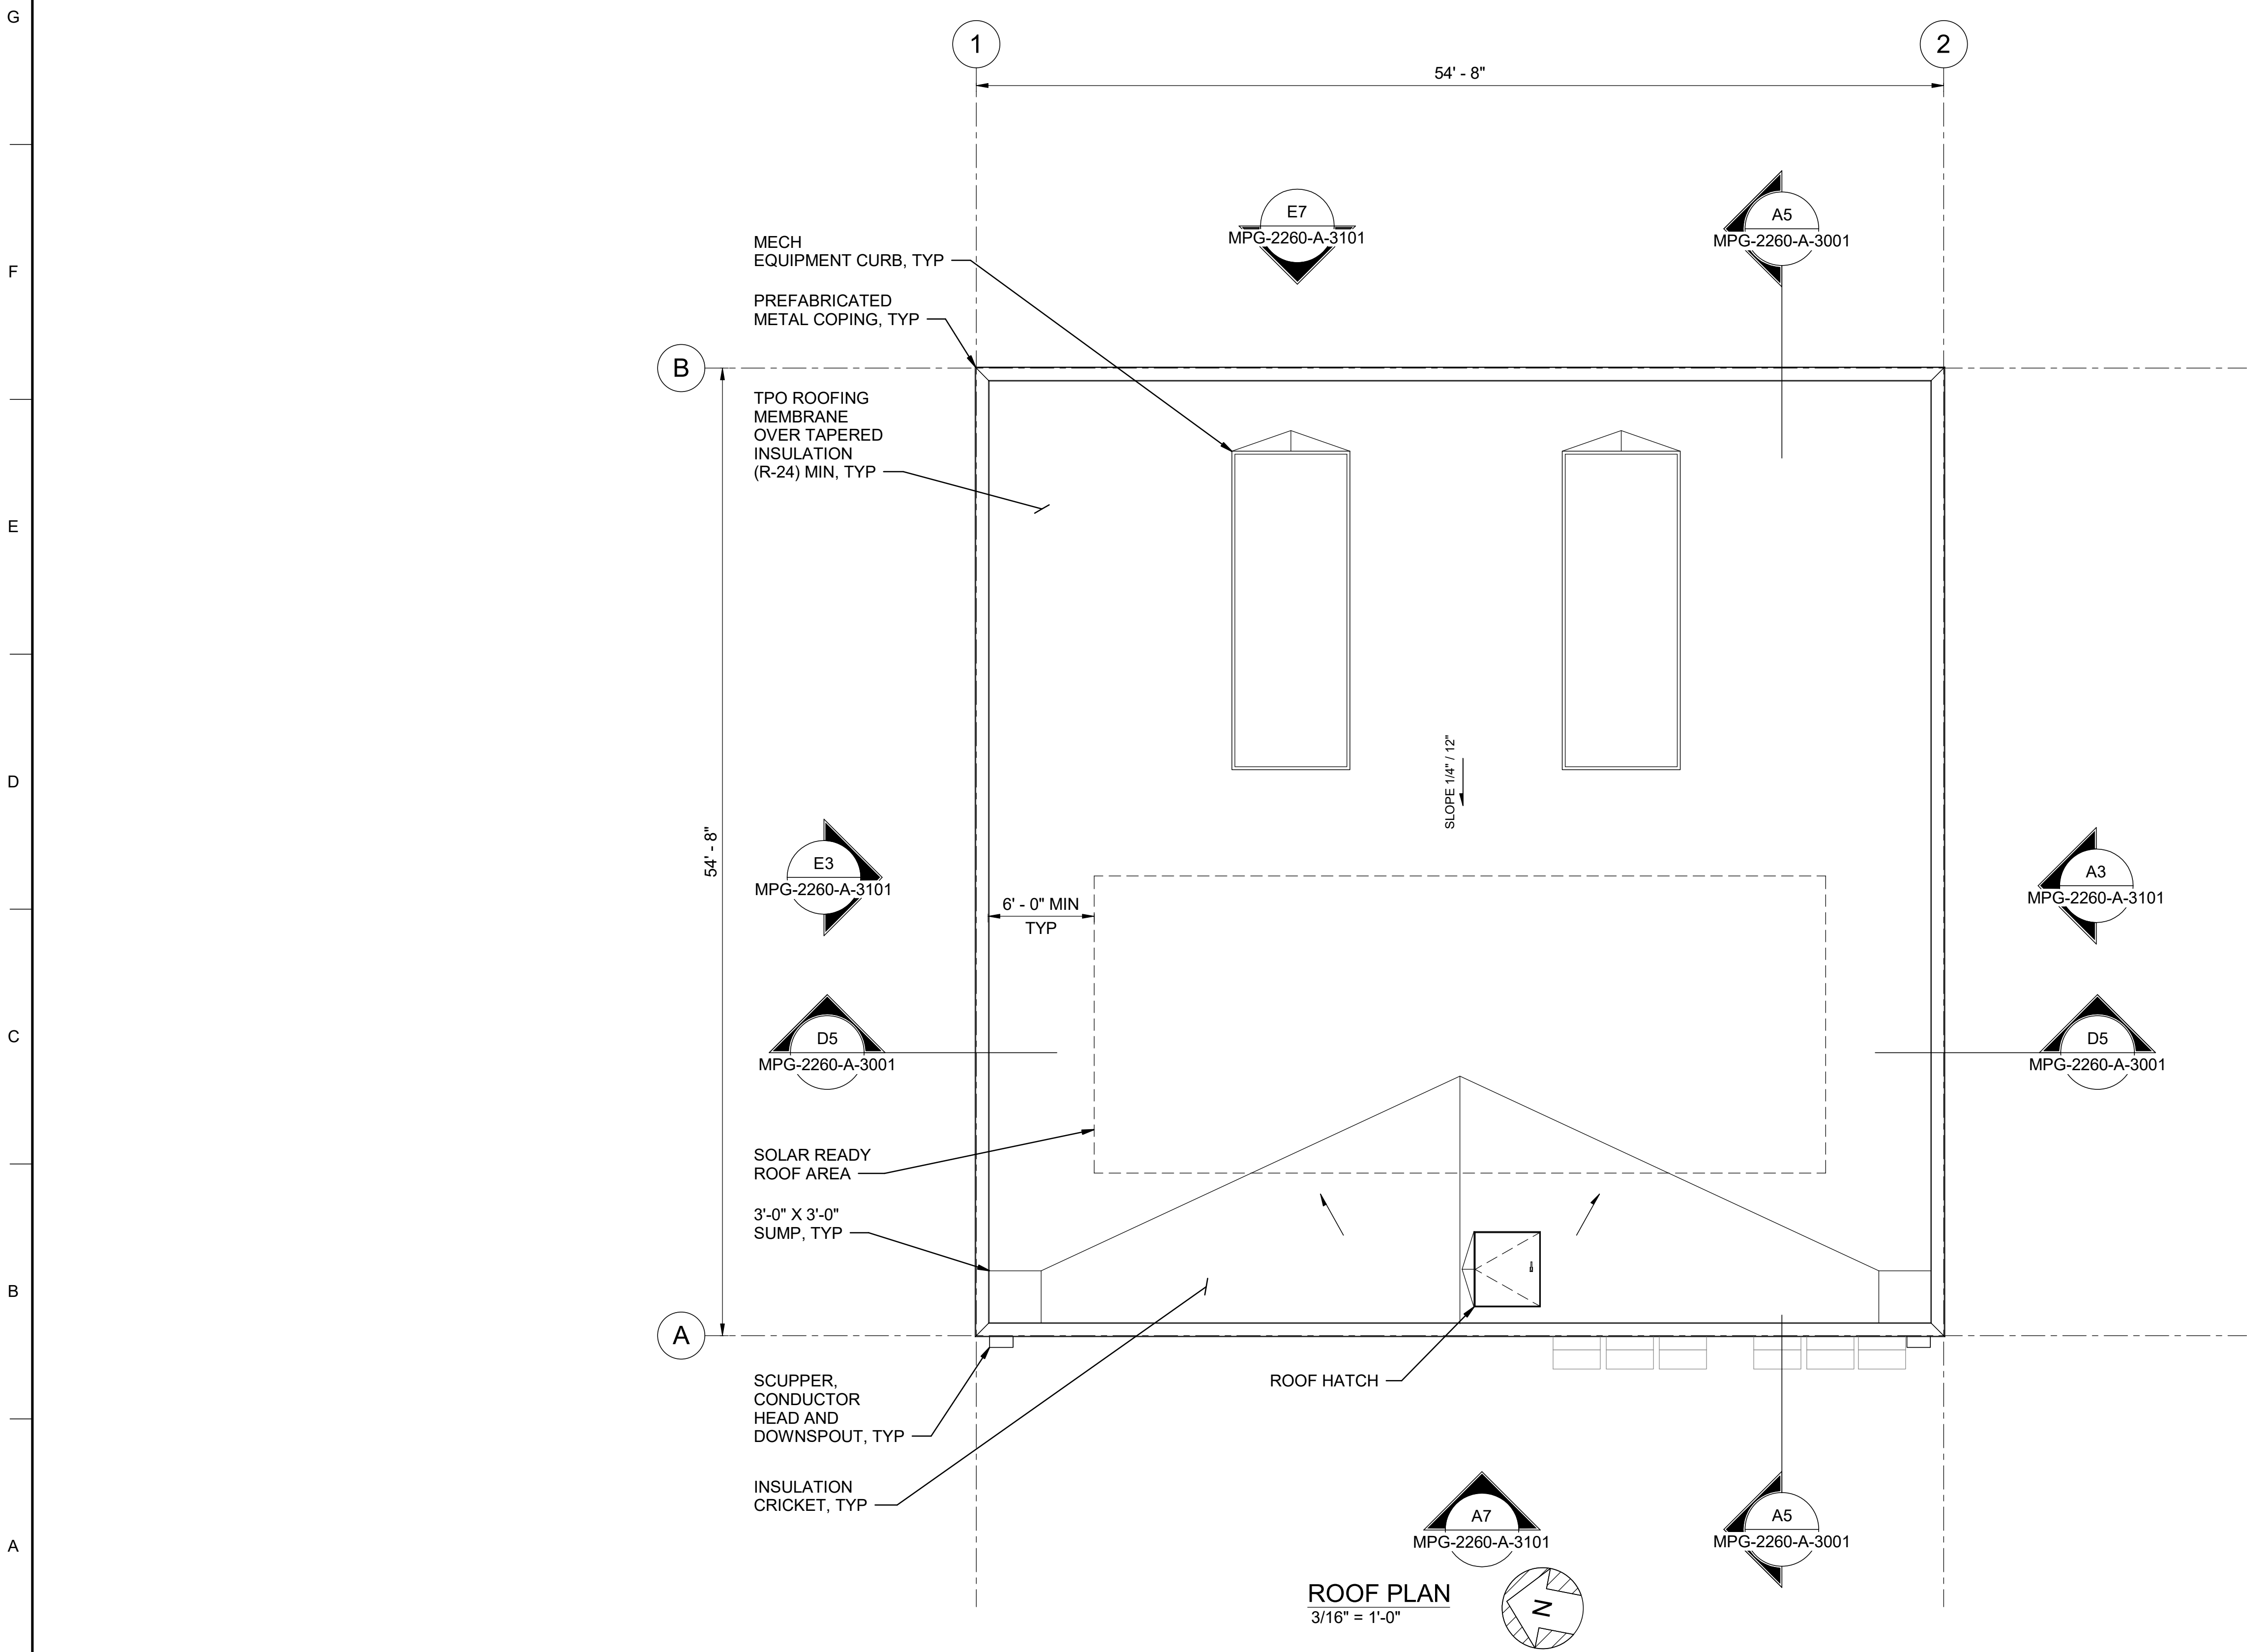 G
F
E
D
C
B
A
1
2
54' - 8"
E7
MPG-2260-A-3101
A5
MPG-2260-A-3001
MECH
EQUIPMENT CURB, TYP
PREFABRICATED
METAL COPING, TYP
B
TPO ROOFING
MEMBRANE
OVER TAPERED
INSULATION
(R-24) MIN, TYP
SLOPE 1/4" / 12"
54' - 8"
E3
MPG-2260-A-3101
A3
MPG-2260-A-3101
6' - 0" MIN
TYP
D5
MPG-2260-A-3001
D5
MPG-2260-A-3001
SOLAR READY
ROOF AREA
3'-0" X 3'-0"
SUMP, TYP
A
SCUPPER,
CONDUCTOR
HEAD AND
DOWNSPOUT, TYP
ROOF HATCH
INSULATION
CRICKET, TYP
A7
MPG-2260-A-3101
A5
MPG-2260-A-3001
ROOF PLAN
3/16" = 1'-0"
N